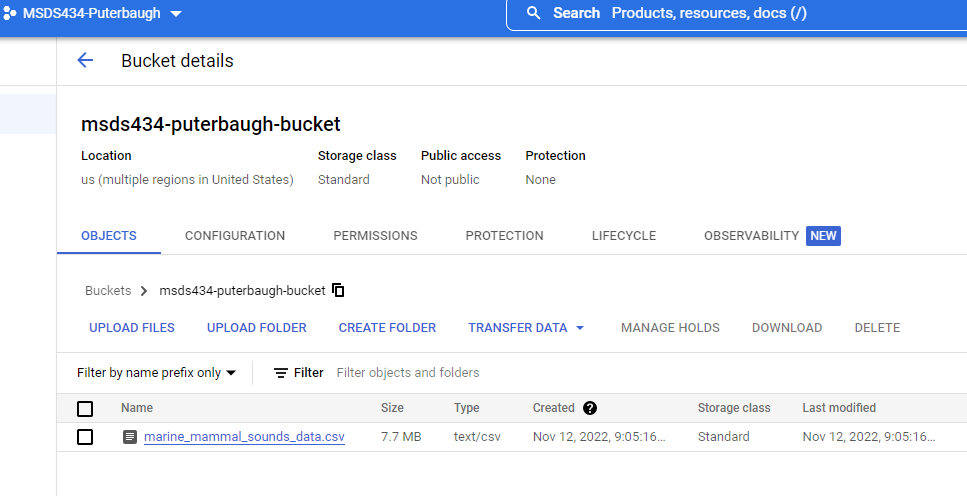 MSDS434-Puterbaugh
Search Products, resources, docs (/)
Bucket details
msds434-puterbaugh-bucket
Location Storage class Public access Protection
us (multiple regions in United States) Standard Not public None
OBJECTS CONFIGURATION PERMISSIONS PROTECTION LIFECYCLE OBSERVABILITY NEW
Buckets > msds434-puterbaugh-bucket
UPLOAD FILES UPLOAD FOLDER CREATE FOLDER TRANSFER DATA MANAGE HOLDS DOWNLOAD DELETE
Filter by name prefix only Filter Filter objects and folders
Name Size Type Created ? Storage class Last modified
marine_mammal_sounds_data.csv 7.7 MB text/csv Nov 12, 2022, 9:05:16... Standard Nov 12, 2022, 9:05:16...